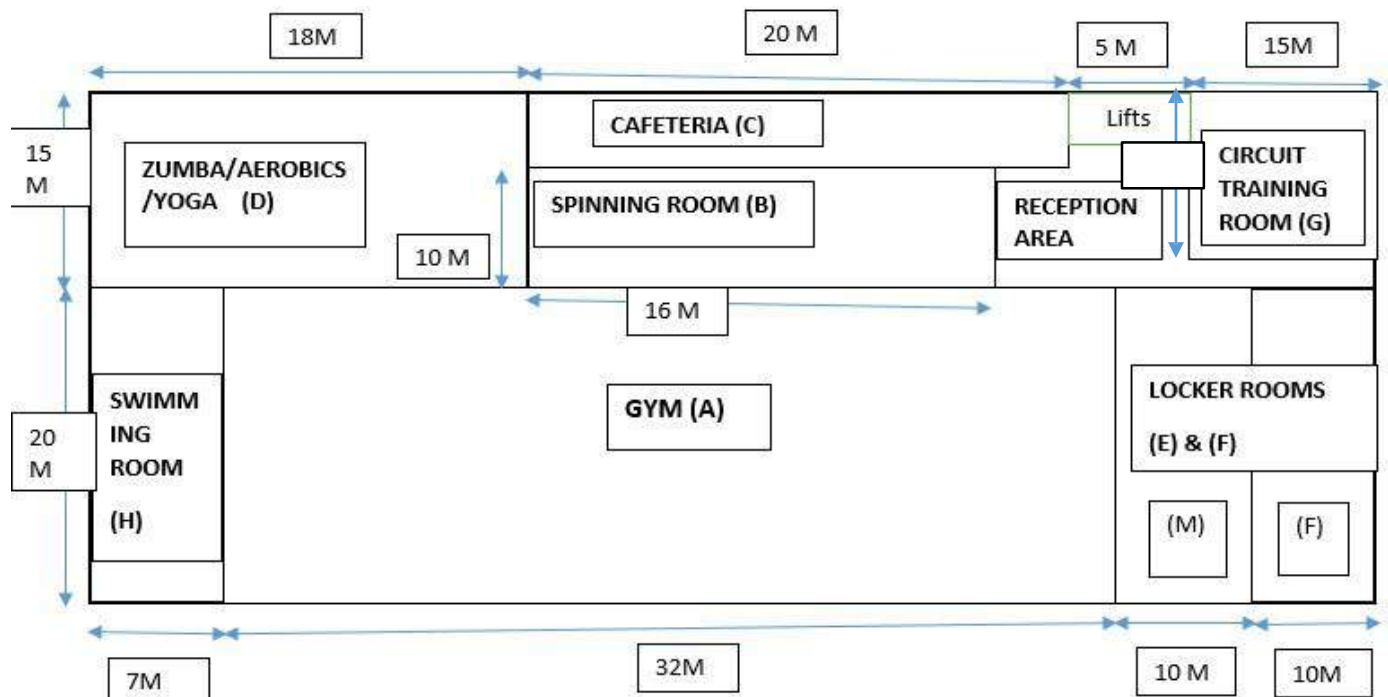 18M
20 M
5 M
15M
CAFETERIA (C)
Lifts
15
M
ZUMBA/AEROBICS
/YOGA (D)
SPINNING ROOM (B)
RECEPTION
AREA
CIRCUIT
TRAINING
ROOM (G)
10 M
16 M
SWIMM
ING
ROOM
(H)
GYM (A)
LOCKER ROOMS
(E) & (F)
20
M
(M)
(F)
7M
32M
10 M
10M